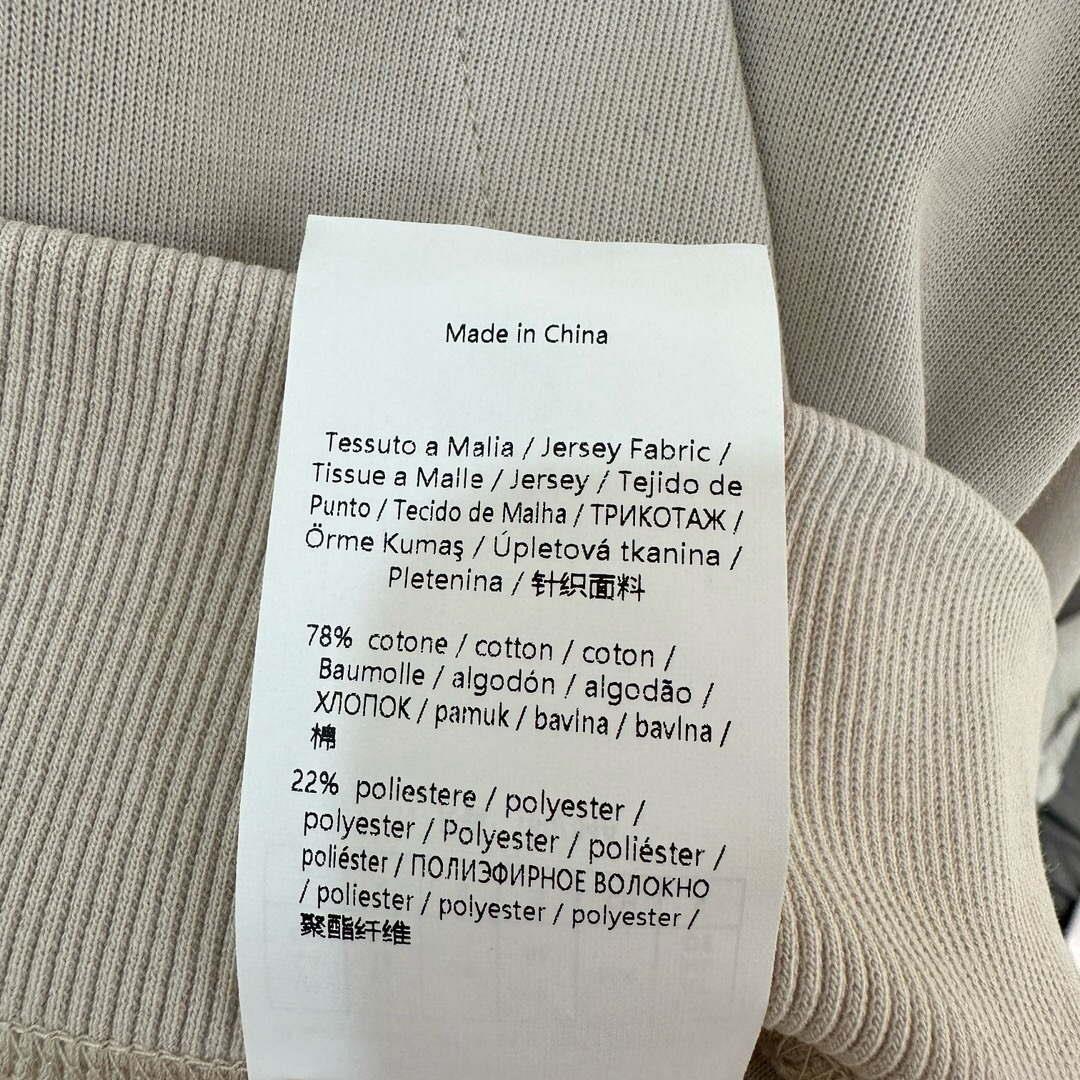 Made in China
Tessuto a Malia / Jersey Fabric /
Tissue a Malle / Jersey / Tejido de
Punto / Tecido de Malha / ТРИКОТАЖ /
Örme Kumaş / Úpletová tkanina /
Pletenina / 针织面料
78% cotone / cotton / coton /
Baumolle / algodón / algodão /
ХЛОПОК / pamuk / bavlna / bavlna /
棉
22% poliestere / polyester /
polyester / Polyester / poliéster /
poliéster / ПОЛИЭФИРНОЕ ВОЛОКНО
/ poliester / polyester / polyester /
聚酯纤维